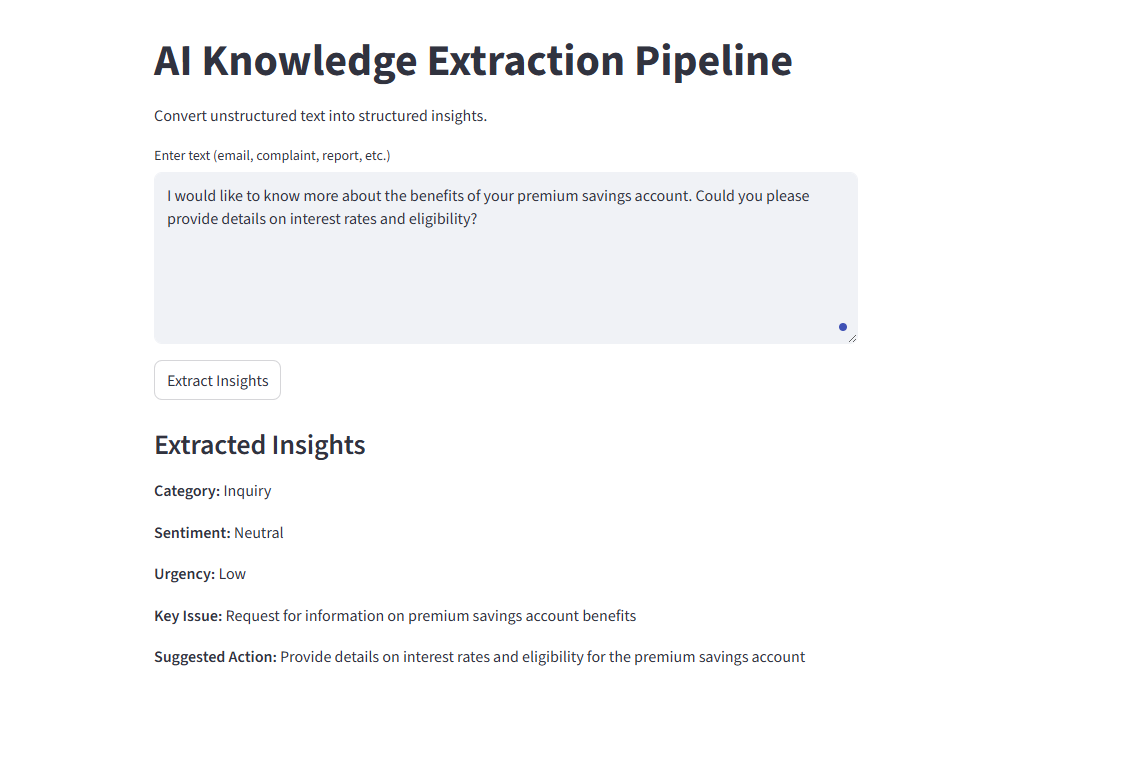 AI Knowledge Extraction Pipeline
Convert unstructured text into structured insights.
Enter text (email, complaint, report, etc.)
I would like to know more about the benefits of your premium savings account. Could you please
provide details on interest rates and eligibility?
Extract Insights
Extracted Insights
Category: Inquiry
Sentiment: Neutral
Urgency: Low
Key Issue: Request for information on premium savings account benefits
Suggested Action: Provide details on interest rates and eligibility for the premium savings account